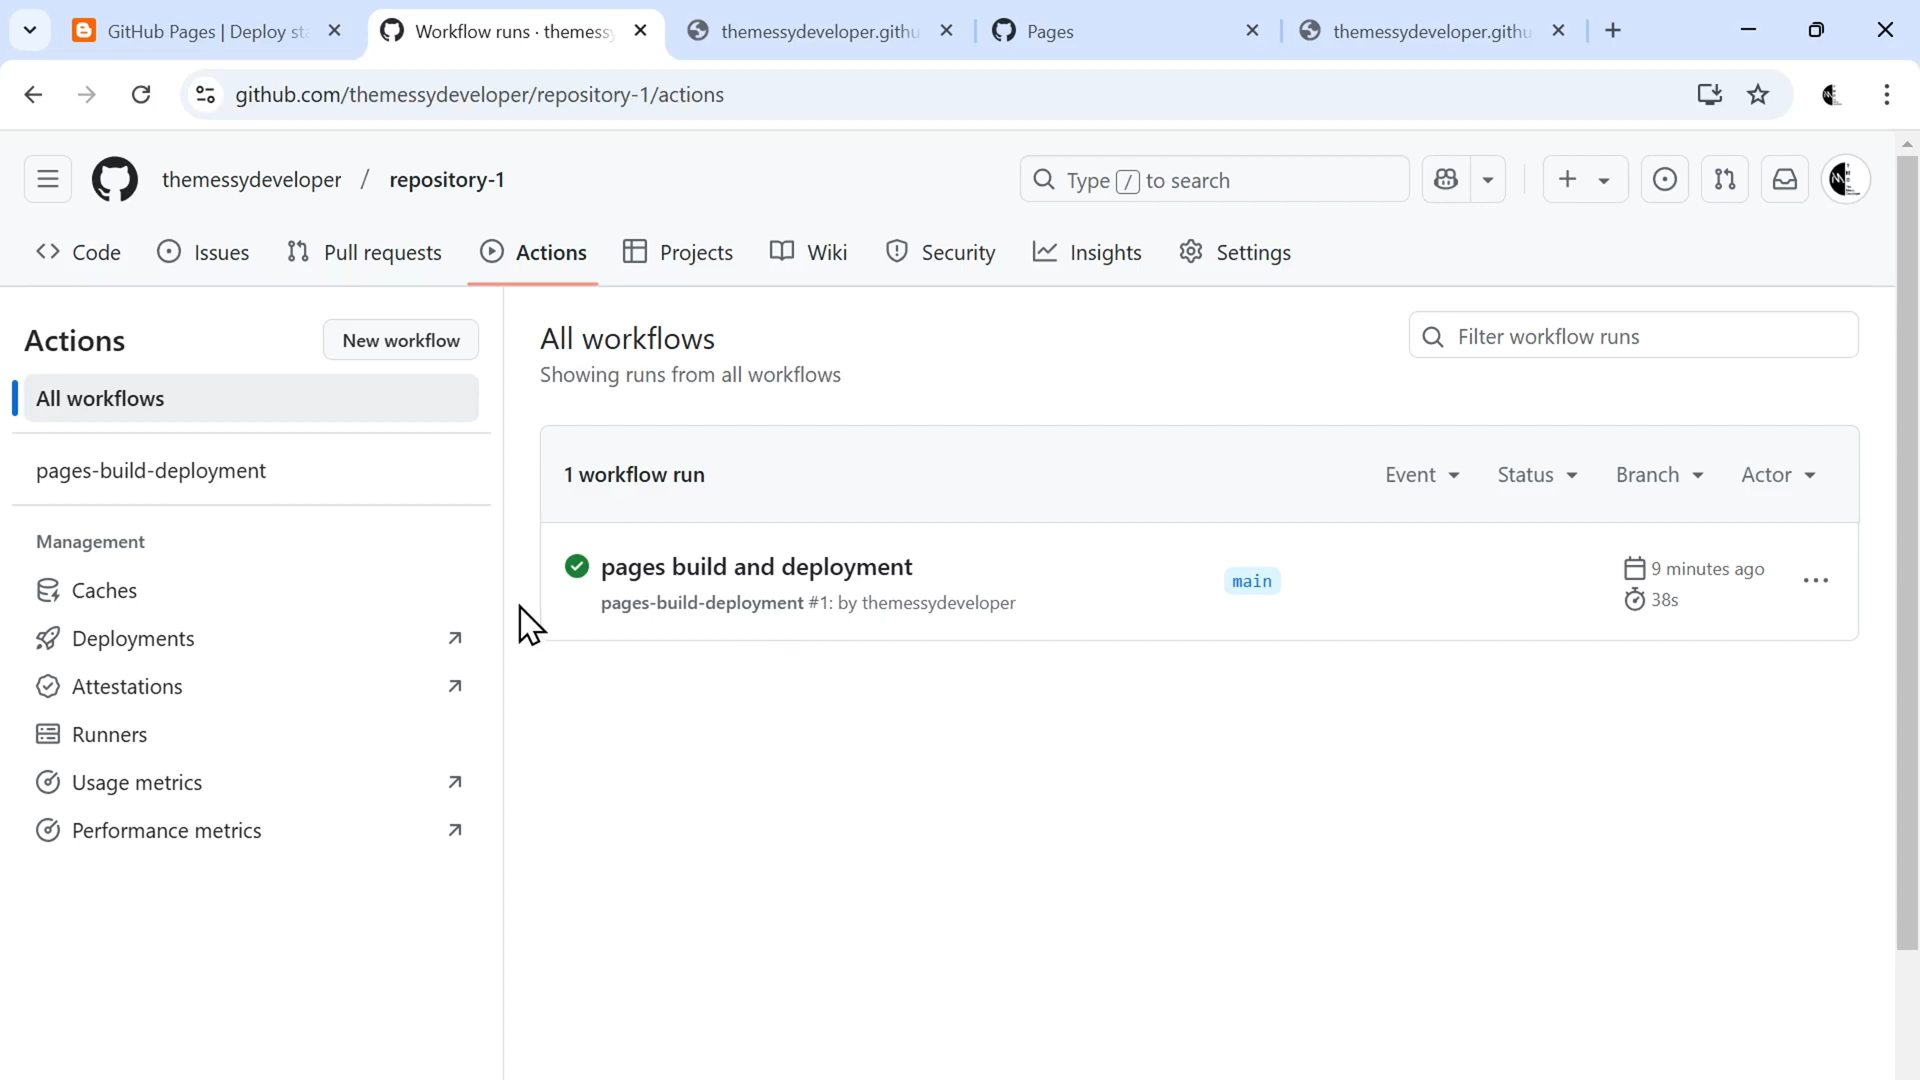 GitHub Pages | Deploy sta
Workflow runs · themessy
themessydeveloper.githu
Pages
themessydeveloper.githu
github.com/themessydeveloper/repository-1/actions
themessydeveloper / repository-1
Type / to search
Code
Issues
Pull requests
Actions
Projects
Wiki
Security
Insights
Settings
Actions
New workflow
All workflows
pages-build-deployment
Management
Caches
Deployments
Attestations
Runners
Usage metrics
Performance metrics
All workflows
Showing runs from all workflows
Filter workflow runs
1 workflow run
Event
Status
Branch
Actor
pages build and deployment
pages-build-deployment #1: by themessydeveloper
main
9 minutes ago
38s